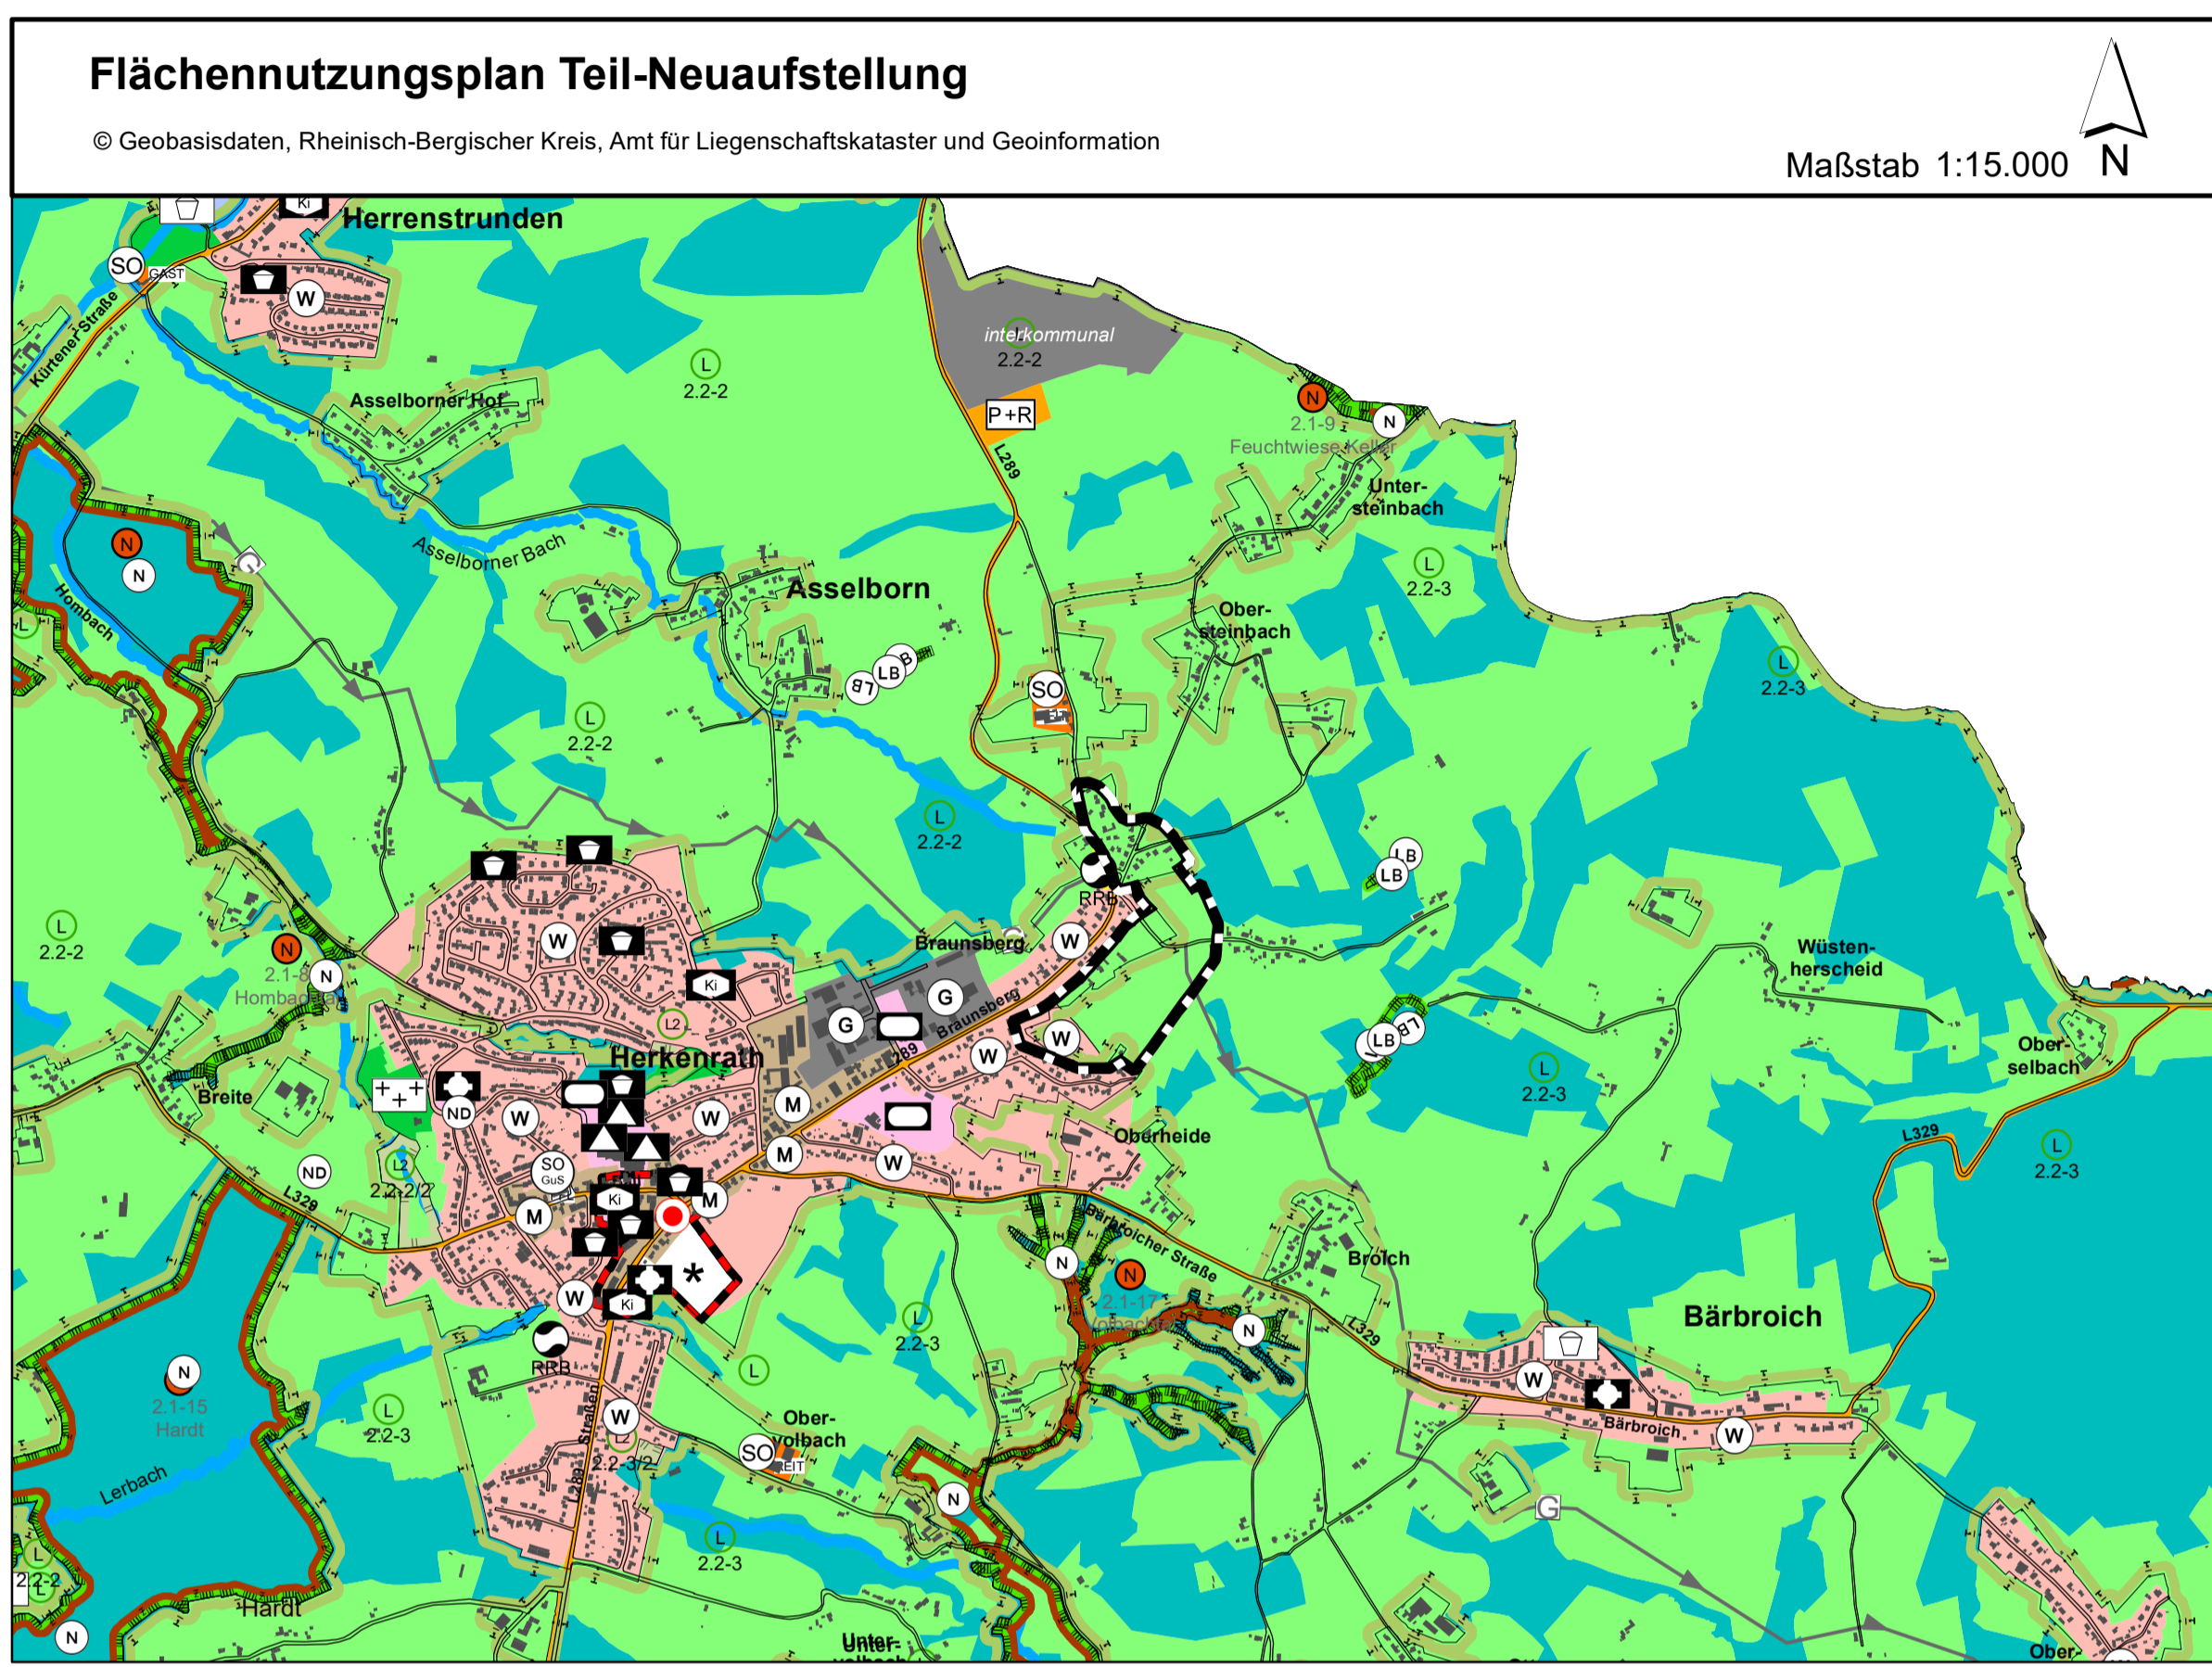 Flächennutzungsplan Teil-Neuaufstellung
© Geobasisdaten, Rheinisch-Bergischer Kreis, Amt für Liegenschaftskataster und Geoinformation
Maßstab 1:15.000
N
Ki
Herrenstrunden
SO
GAST
W
Kürtener Straße
Asselborner Hof
L
2.2-2
interkommunal
L
2.2-2
P+R
L289
N
2.1-9
Feuchtwiese Keller
N
Unter-
steinbach
L
2.2-3
N
N
G
Asselborner Bach
Hombach
L
Asselborn
Ober-
steinbach
LB
LB
B
SO
L
2.2-3
L
2.2-2
L
2.2-2
LB
LB
RRB
L
2.2-2
N
2.1-8
N
W
Ki
Braunsberg
G
W
Wüsten-
herscheid
G
G
Braunsberg
L2
Herkenrath
289
W
W
LB
LB
L
2.2-3
Ober-
selbach
Breite
ND
W
W
M
M
W
Oberheide
L329
L
2.2-3
ND
L2
2.2-2/2
L329
SO
GuS
Ki
M
M
N
Bärbroicher Straße
Broich
N
2.1-17
N
*
W
Ki
L
2.2-3
L329
Bärbroich
RRB
N
2.1-15
Hardt
L
L
2.2-3
W
Bärbroich
W
W
2.2-3/2
L289
Straßen
Ober-
volbach
SO
REIT
N
G
Lerbach
L
2.2-3
L
2.2-2
L
N
Hardt
Unter-
volbach
Ober-